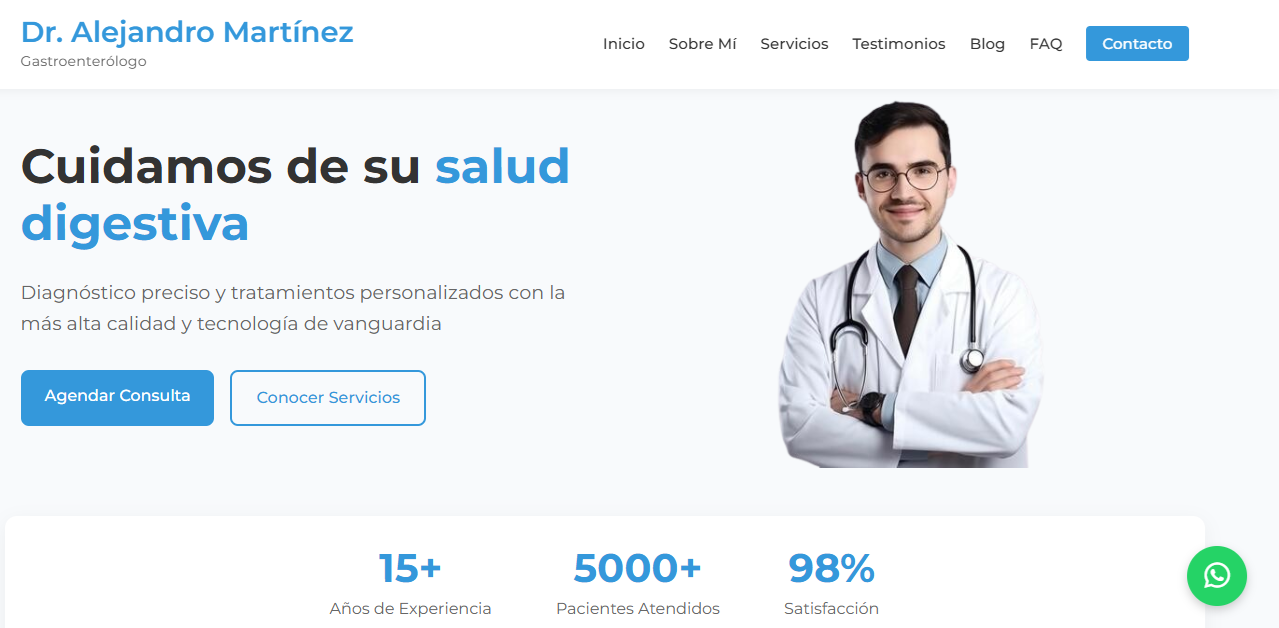 Dr. Alejandro Martínez
Gastroenterólogo
Inicio Sobre Mí Servicios Testimonios Blog FAQ Contacto
Cuidamos de su salud
digestiva
Diagnóstico preciso y tratamientos personalizados con la
más alta calidad y tecnología de vanguardia
Agendar Consulta Conocer Servicios
15+ 5000+ 98%
Años de Experiencia Pacientes Atendidos Satisfacción